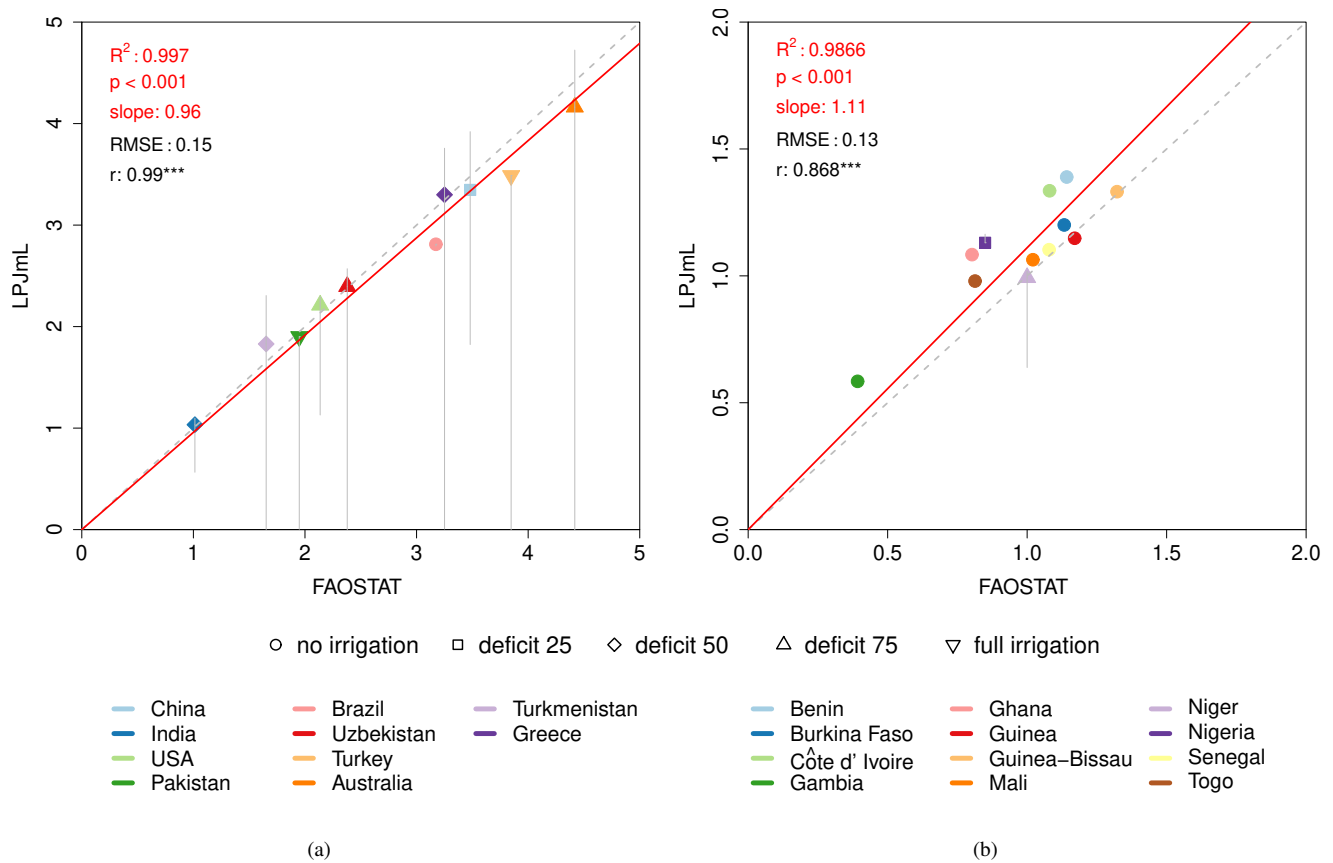 R2 : 0.997
p < 0.001
slope: 0.96
RMSE : 0.15
r: 0.99***
5
4
3
2
1
0
LPJmL
0 1 2 3 4 5
FAOSTAT
R2 : 0.9866
p < 0.001
slope: 1.11
RMSE : 0.13
r: 0.868***
2.0
1.5
1.0
0.5
0.0
LPJmL
0.0 0.5 1.0 1.5 2.0
FAOSTAT
no irrigation deficit 25 deficit 50 deficit 75 full irrigation
China Brazil Turkmenistan
India Uzbekistan Greece
USA Turkey
Pakistan Australia
Benin Ghana Niger
Burkina Faso Guinea Nigeria
Côte d' Ivoire Guinea−Bissau Senegal
Gambia Mali Togo
(a) (b)